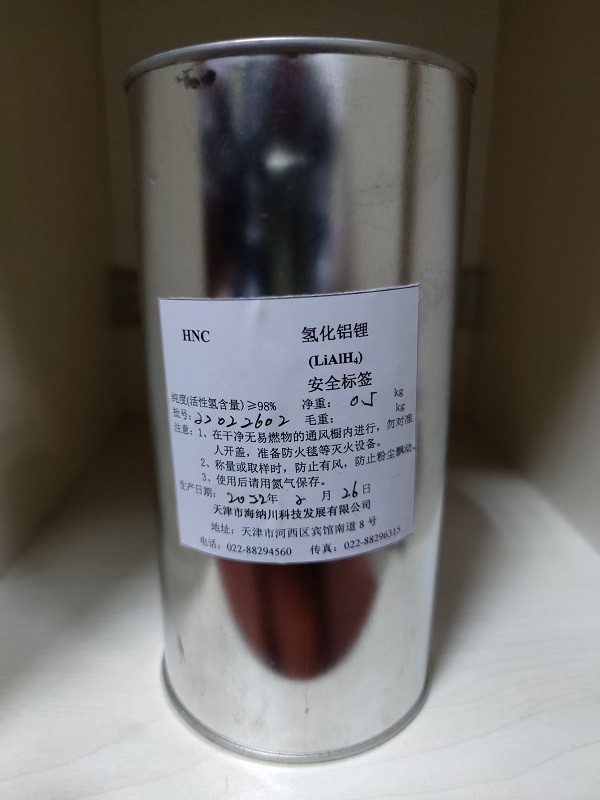 HNC 氢化铝锂
(LiAlH4)
安全标签
纯度(活性氢含量)≥98% 净重： 0.5 kg
批号：22022602 毛重： kg
注意：1、在干净无易燃物的通风橱内进行，勿对准
人开盖，准备防火毯等灭火设备。
2、称量或取样时，防止有风，防止粉尘飘动。
3、使用后请用氮气保存。
生产日期： 2022年 2 月 26日
天津市海纳川科技发展有限公司
地址：天津市河西区宾馆南道8号
电话：022-88294560 传真：022-88296315